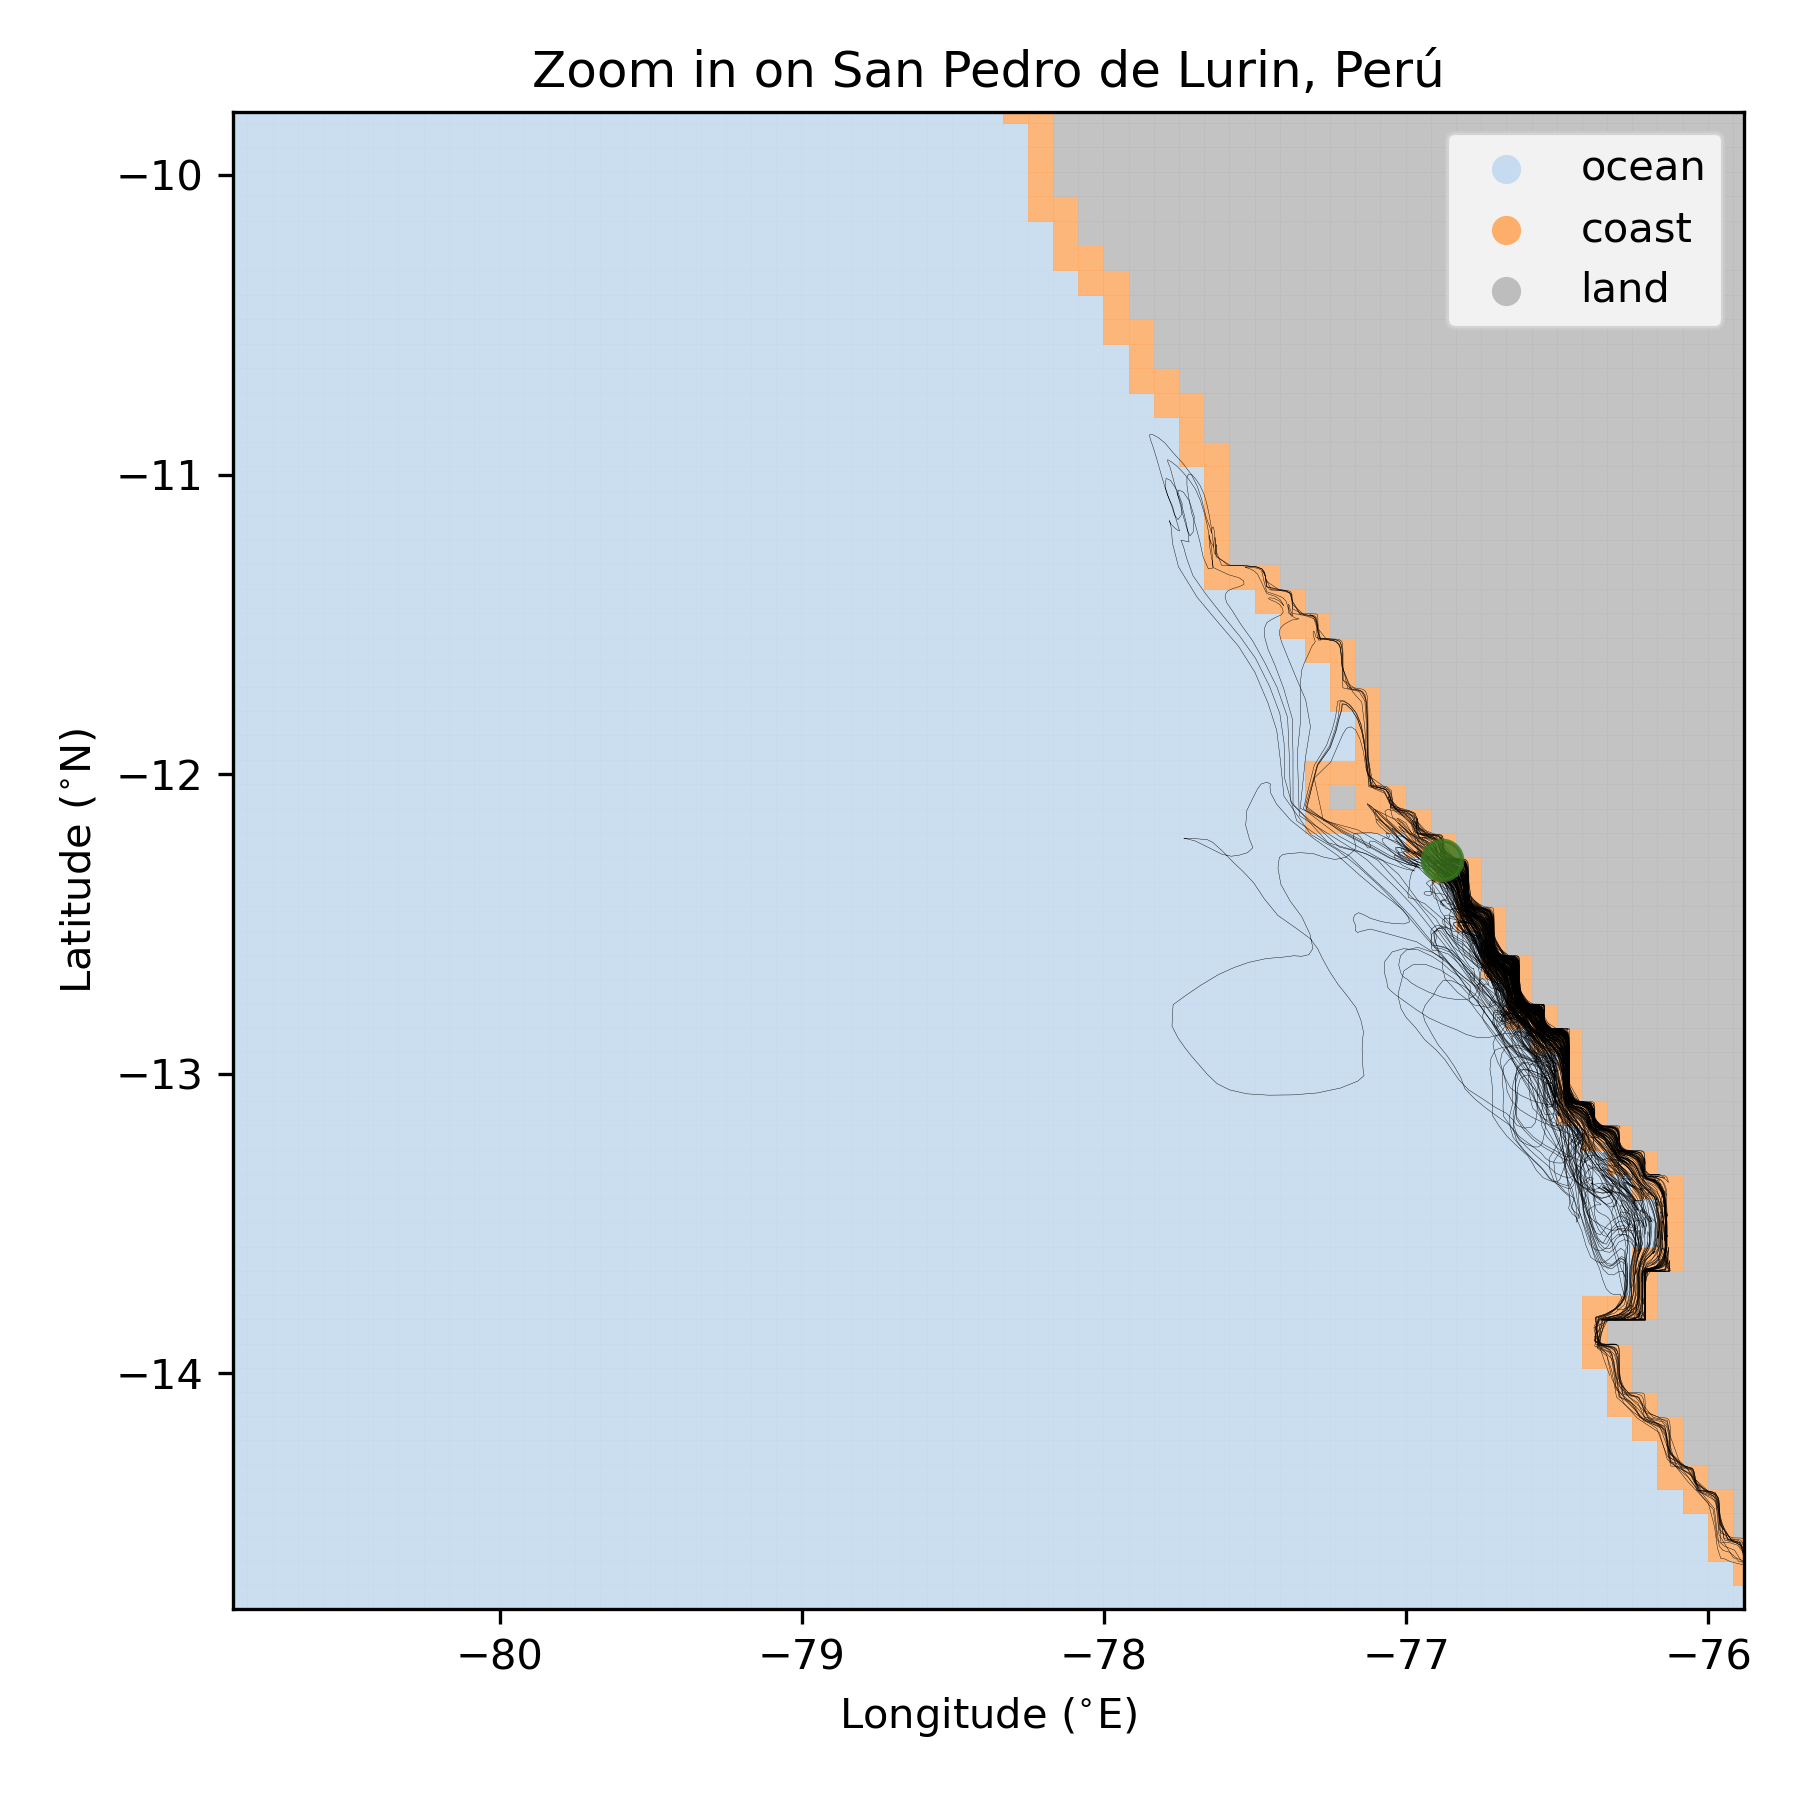 Zoom in on San Pedro de Lurin, Perú
ocean
coast
land
−10
−11
−12
−13
−14
Latitude (°N)
−80
−79
−78
−77
−76
Longitude (°E)